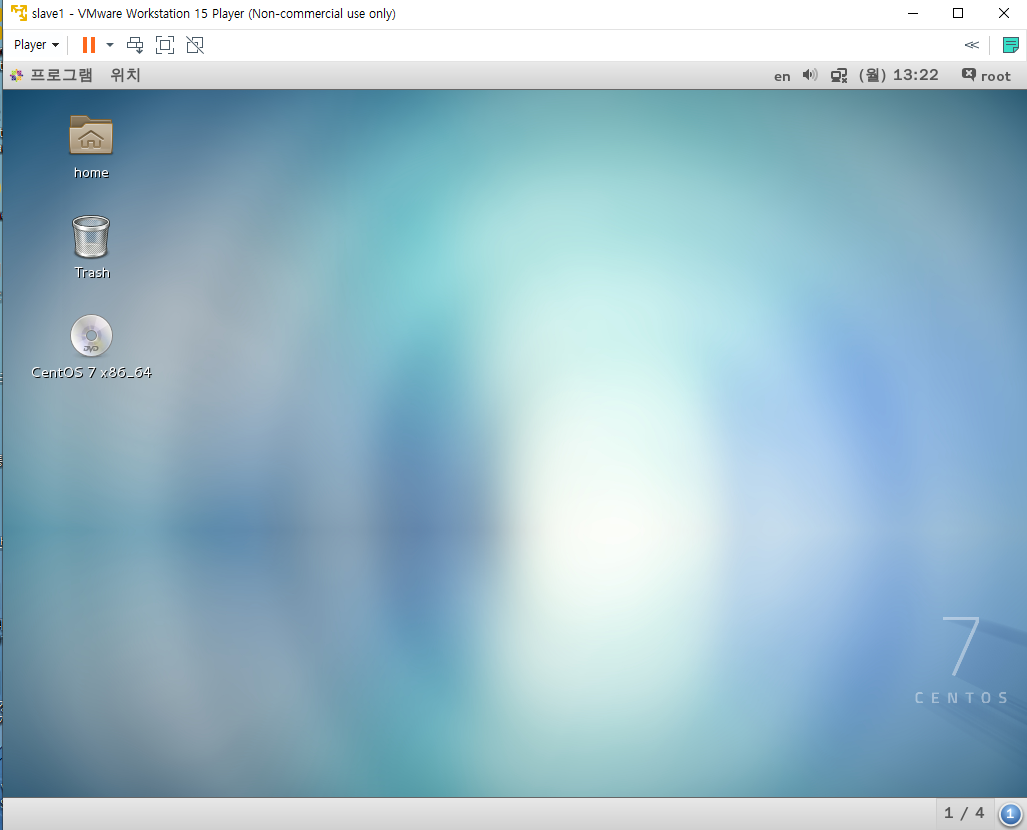 slave1 - VMware Workstation 15 Player (Non-commercial use only)
Player
프로그램 위치 en (월) 13:22 root
home
Trash
DVD
CentOS 7 x86_64
7
CENTOS
1 / 4 1